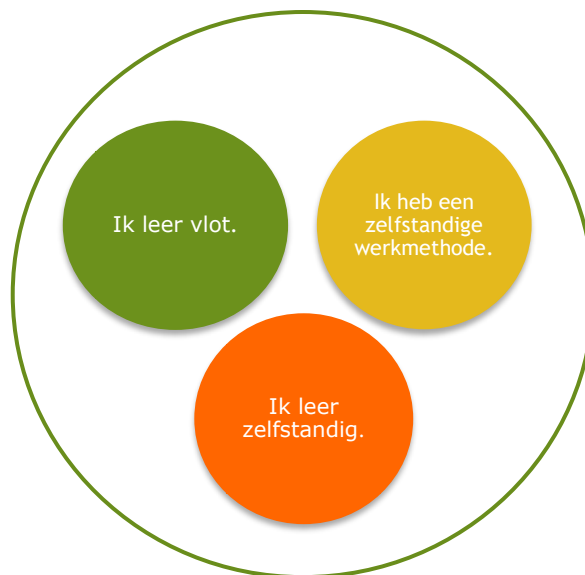 Ik leer vlot.
Ik heb een
zelfstandige
werkmethode.
Ik leer
zelfstandig.